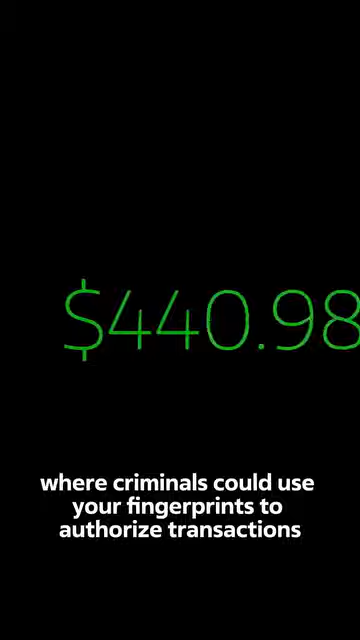 $440.98
where criminals could use
your fingerprints to
authorize transactions